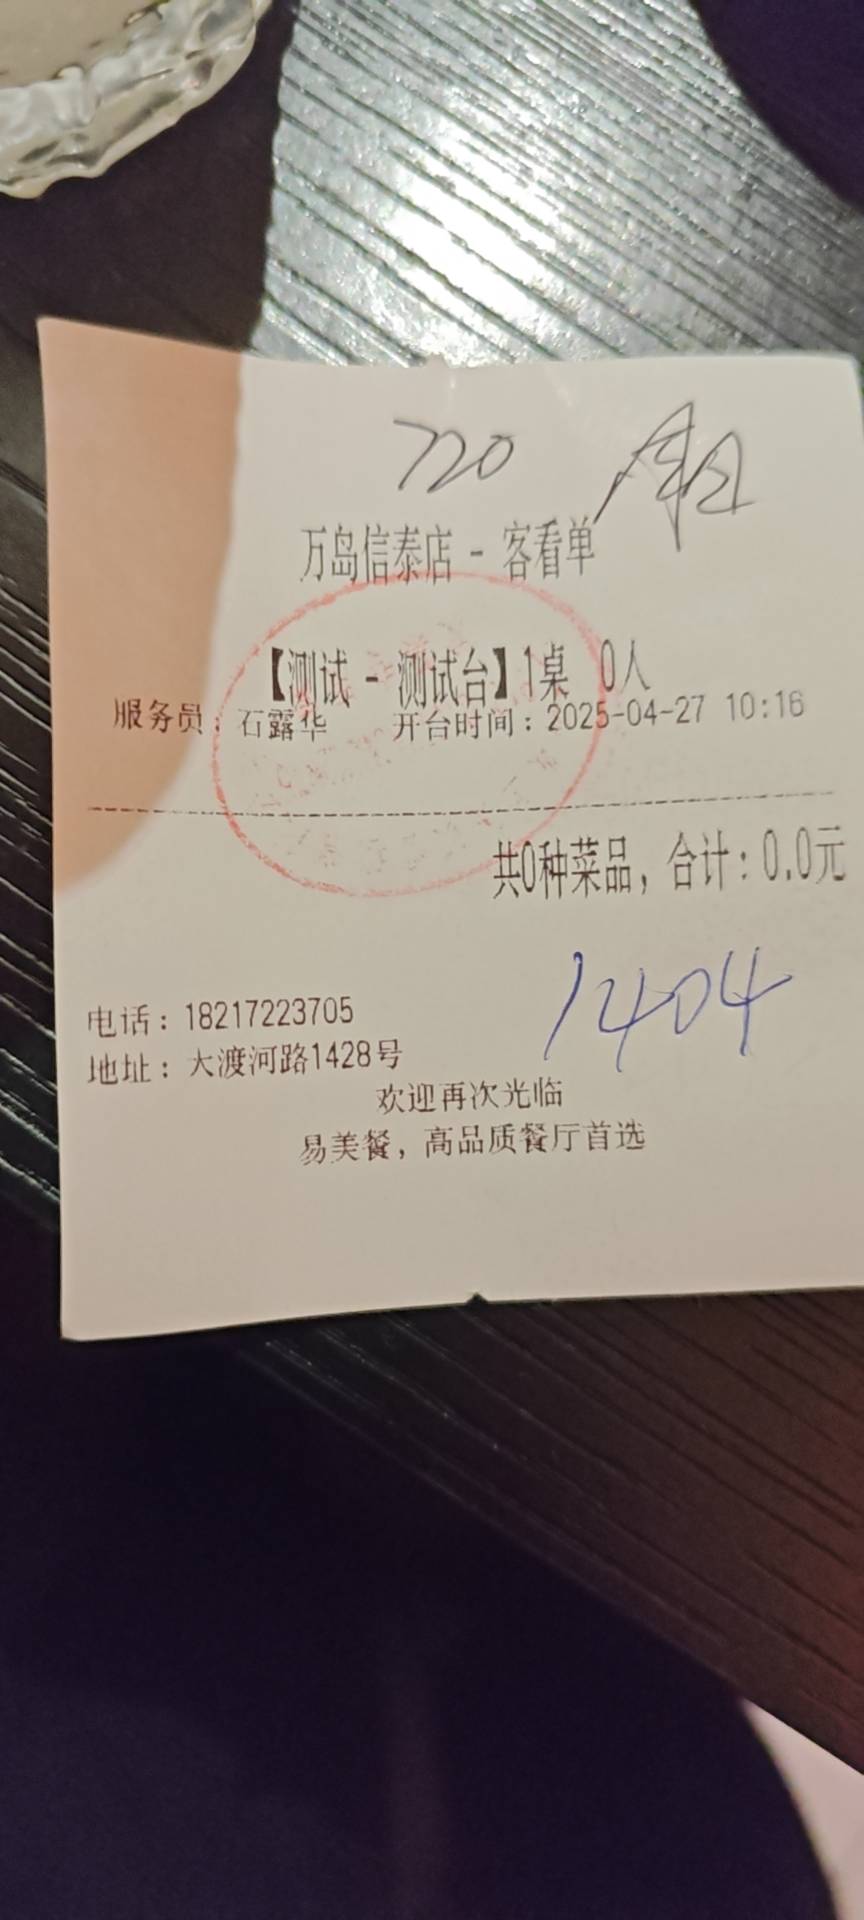 720
万岛信泰店 - 客看单
【测试 - 测试台】1桌 0人
服务员：石露华 开台时间：2025-04-27 10:16
共0种菜品，合计：0.0元
1404
电话：18217223705
地址：大渡河路1428号
欢迎再次光临
易美餐，高品质餐厅首选